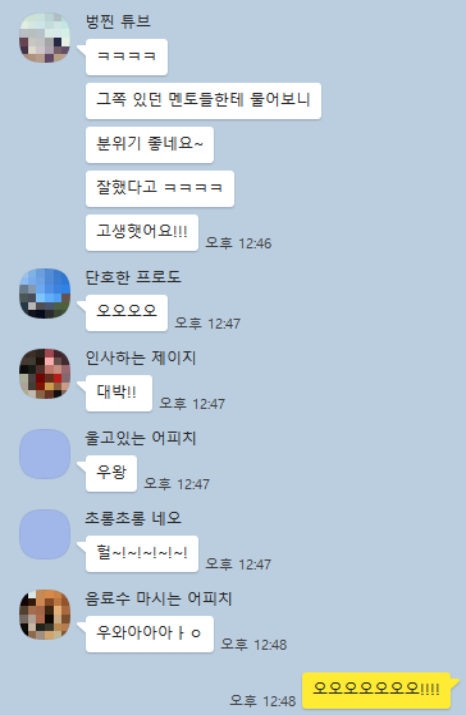 벙찐 튜브
ㅋㅋㅋㅋ
그쪽 있던 멘토들한테 물어보니
분위기 좋네요~
잘했다고 ㅋㅋㅋㅋ
고생햇어요!!!
오후 12:46
단호한 프로도
오오오오
오후 12:47
인사하는 제이지
대박!!
오후 12:47
울고있는 어피치
우왕
오후 12:47
초롱초롱 네오
헐~!~!~!~!~!
오후 12:47
음료수 마시는 어피치
우와아아아ㅏㅇ
오후 12:48
오후 12:48
오오오오오오오!!!!